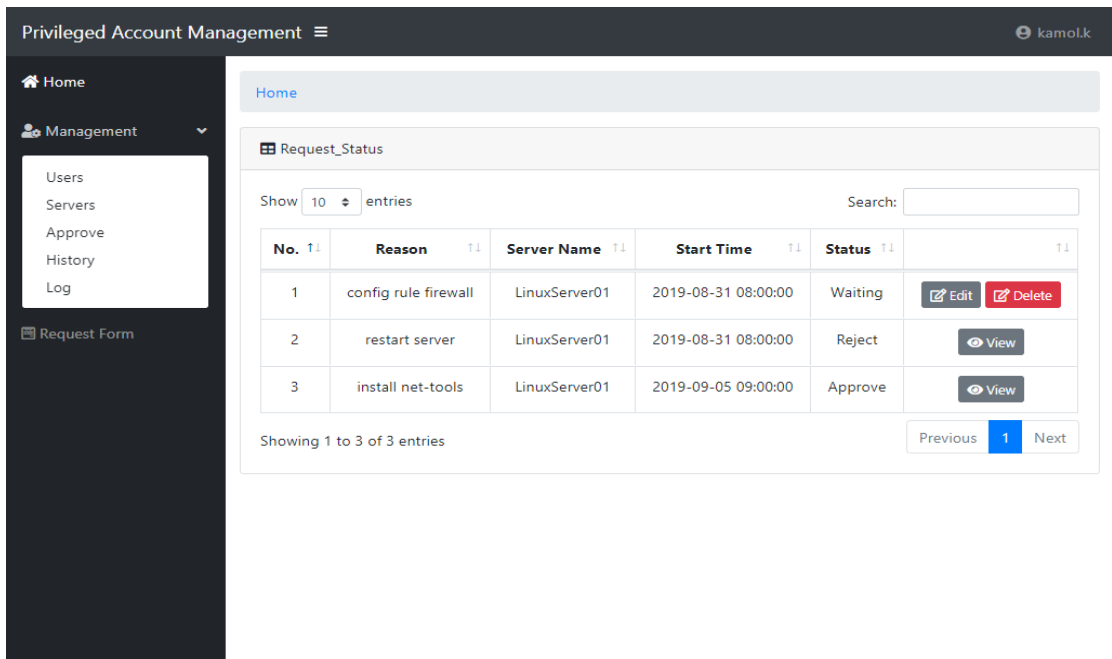 Privileged Account Management kamol.k
Home
Management
Users
Servers
Approve
History
Log
Request Form
Home
Request_Status
Show 10 entries Search:
No. Reason Server Name Start Time Status
1 config rule firewall LinuxServer01 2019-08-31 08:00:00 Waiting Edit Delete
2 restart server LinuxServer01 2019-08-31 08:00:00 Reject View
3 install net-tools LinuxServer01 2019-09-05 09:00:00 Approve View
Showing 1 to 3 of 3 entries Previous 1 Next